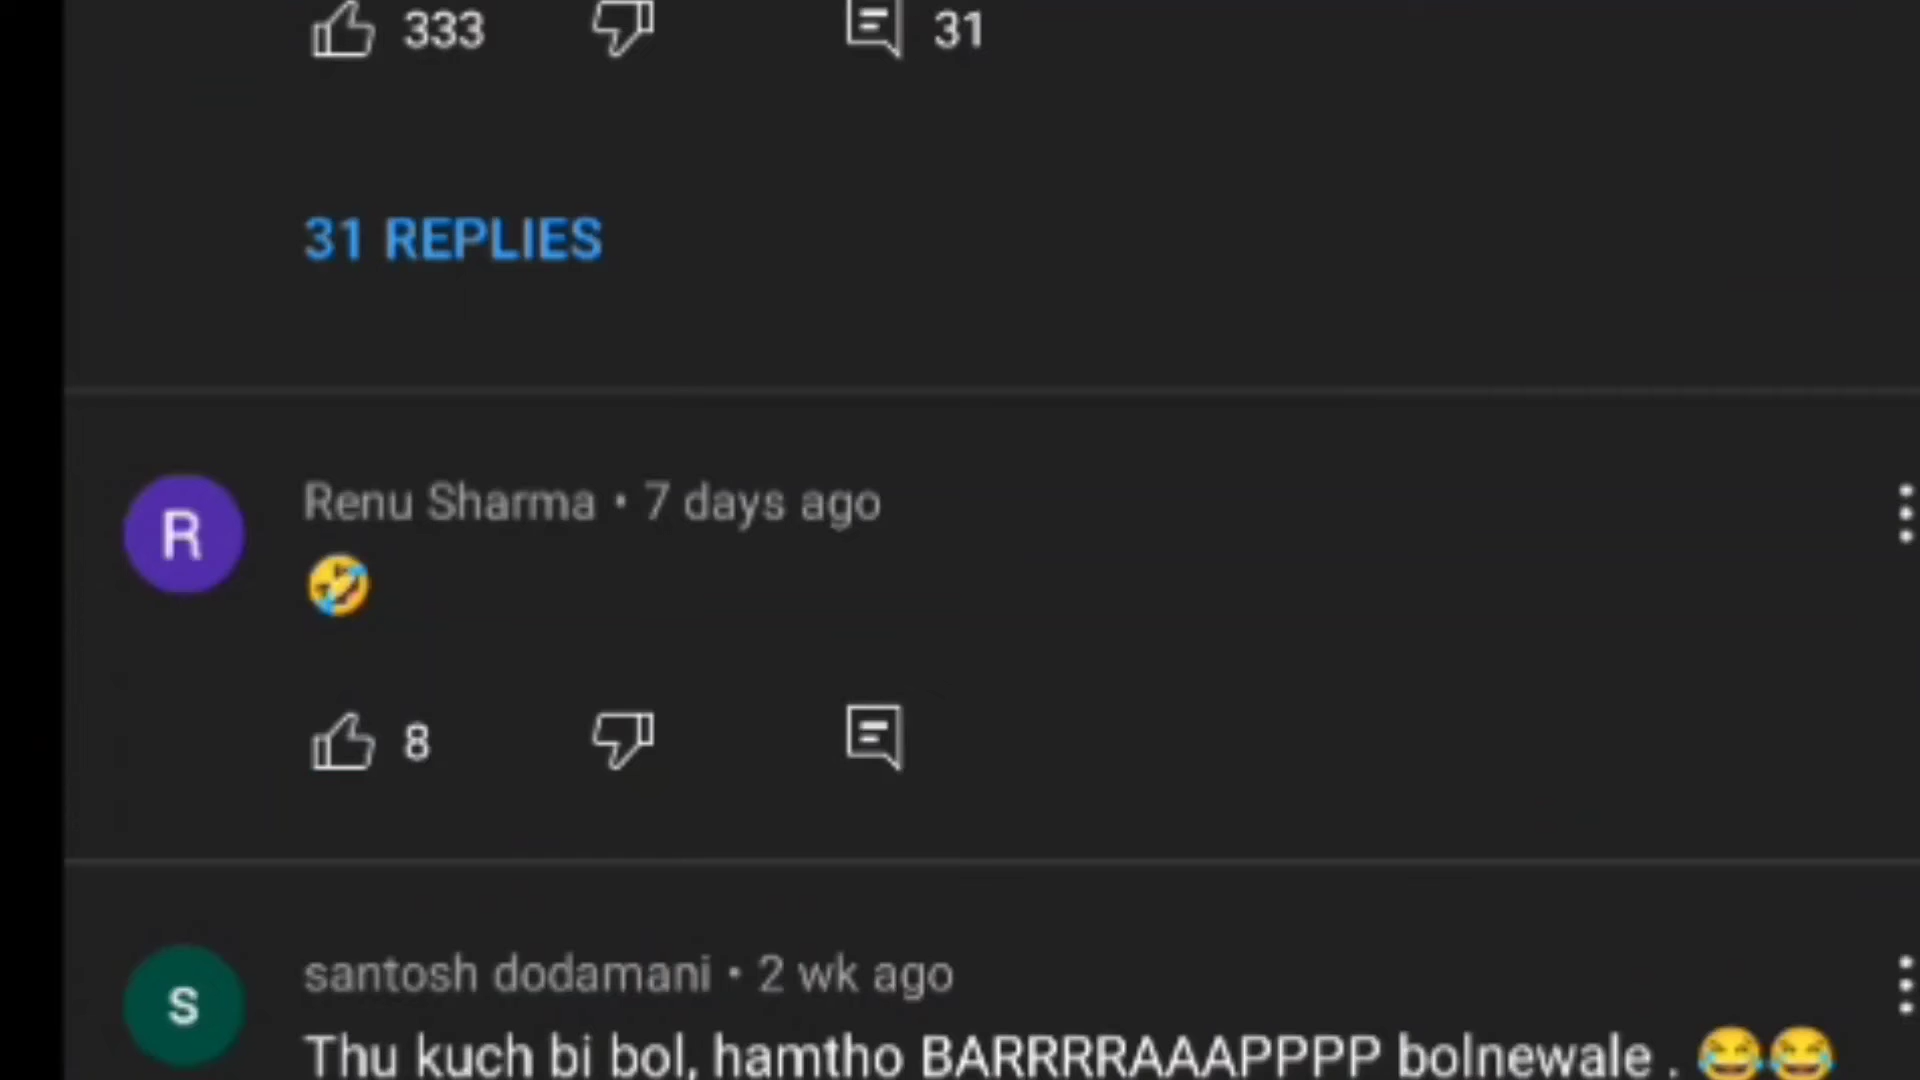 333 31
31 REPLIES
R Renu Sharma • 7 days ago
🤣
8
s santosh dodamani • 2 wk ago
Thu kuch bi bol, hamtho BARRRRAAAPPPP bolnewale . 😂😂